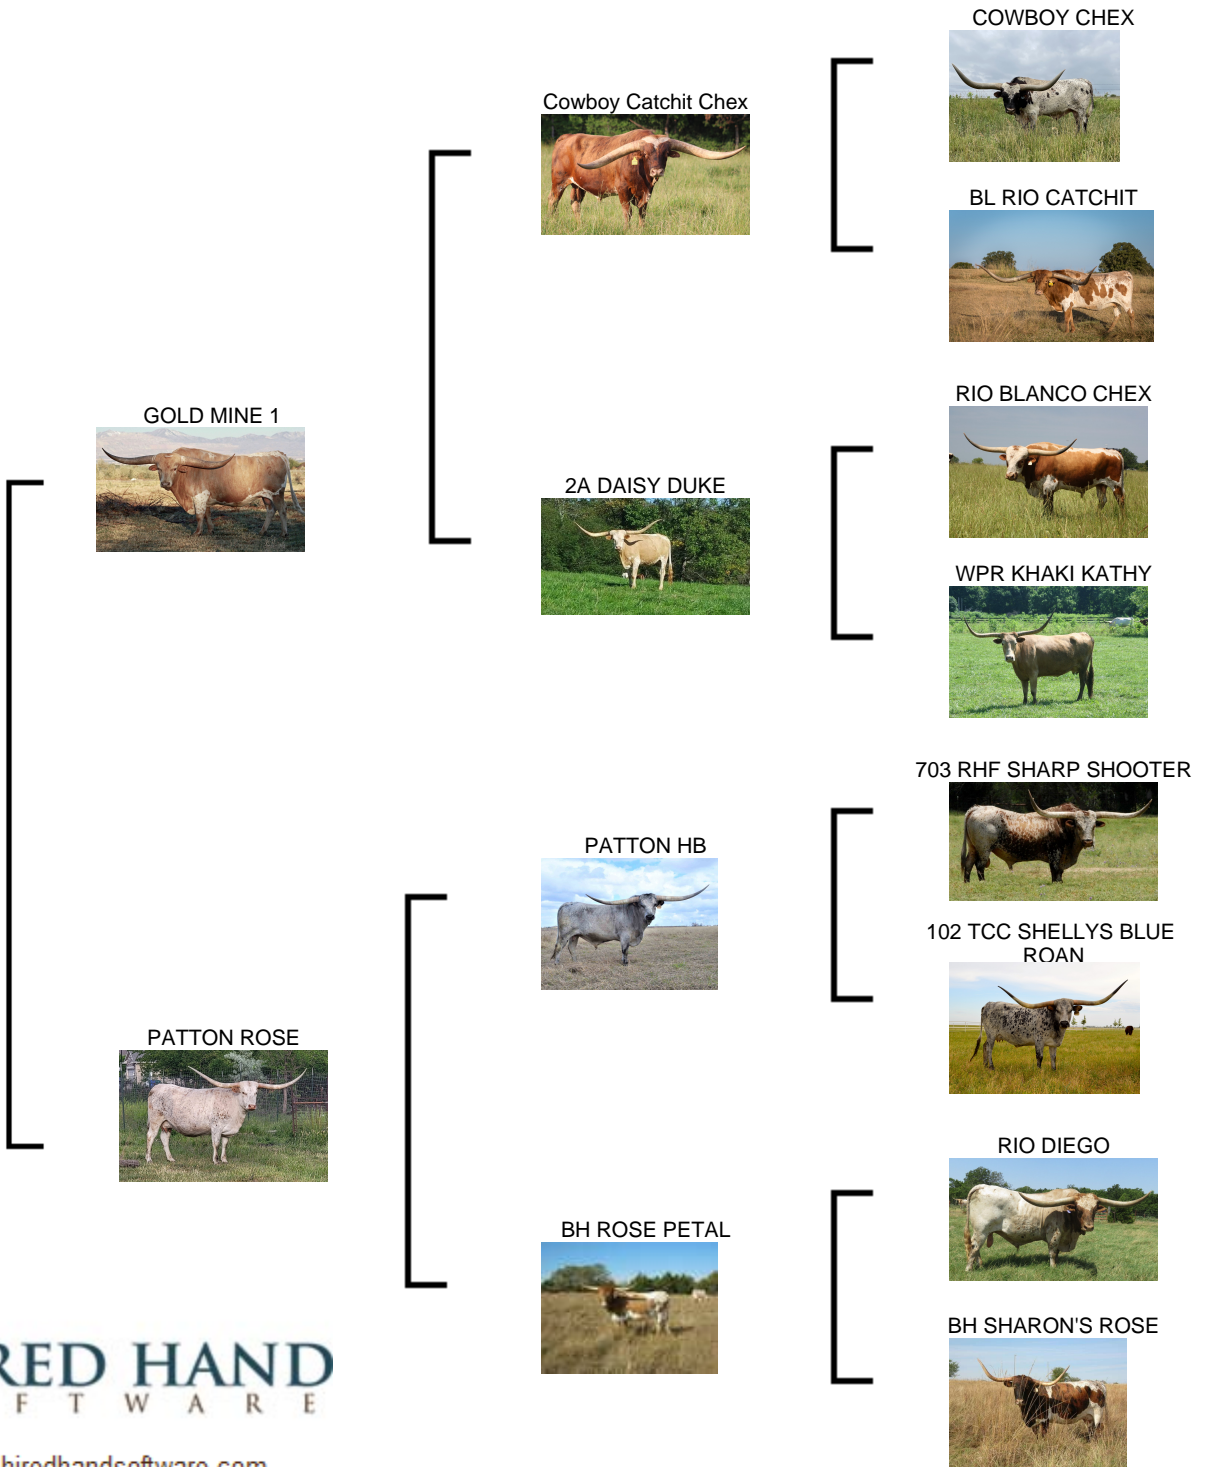 COWBOY CHEX
Cowboy Catchit Chex
BL RIO CATCHIT
RIO BLANCO CHEX
GOLD MINE 1
2A DAISY DUKE
WPR KHAKI KATHY
703 RHF SHARP SHOOTER
PATTON HB
102 TCC SHELLYS BLUE
ROAN
PATTON ROSE
RIO DIEGO
BH ROSE PETAL
BH SHARON'S ROSE
RED HAND
F T W A R E
hiredhandsoftware.com